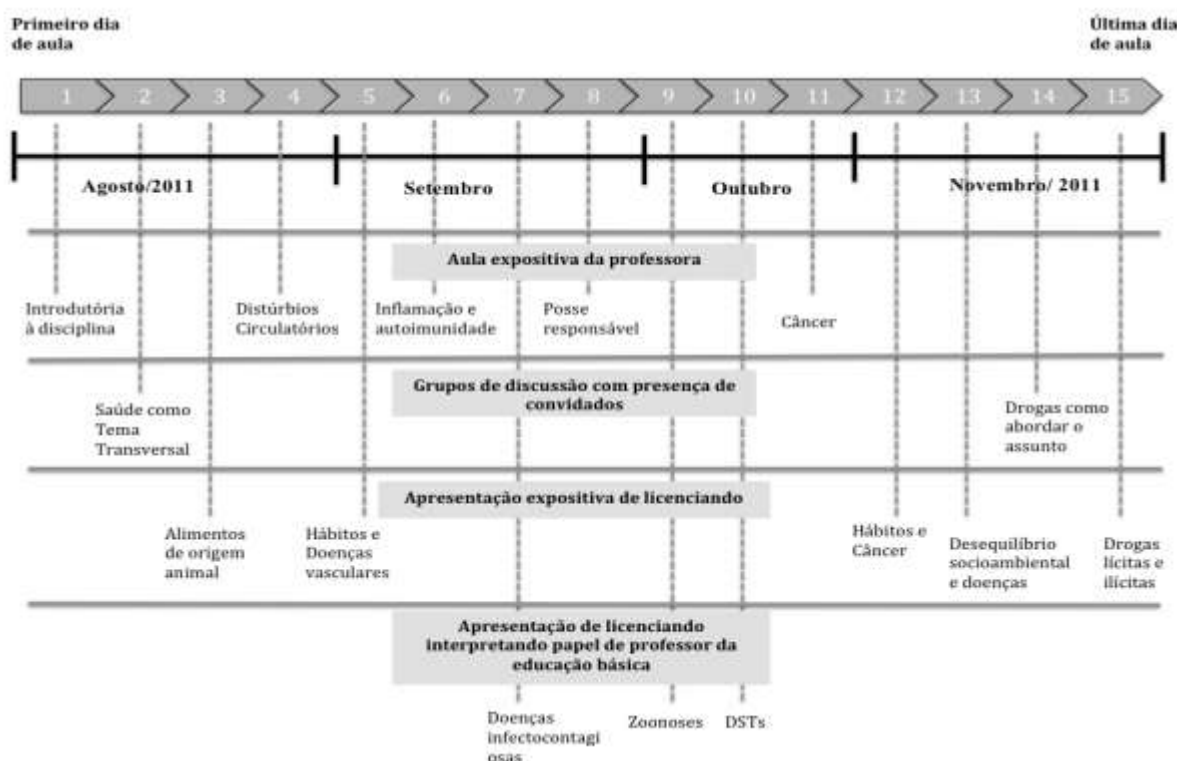 Primeiro dia
de aula
Última dia
de aula
1 2 3 4 5 6 7 8 9 10 11 12 13 14 15
Agosto/2011
Setembro
Outubro
Novembro/ 2011
Aula expositiva da professora
Introdutória
à disciplina
Distúrbios
Circulatórios
Inflamação e
autoimunidade
Posse
responsável
Câncer
Grupos de discussão com presença de
convidados
Saúde como
Tema
Transversal
Drogas como
abordar o
assunto
Apresentação expositiva de licenciando
Alimentos
de origem
animal
Hábitos e
Doenças
vasculares
Hábitos e
Câncer
Desequilíbrio
socioambiental
e doenças
Drogas
lícitas e
ilícitas
Apresentação de licenciando
interpretando papel de professor da
educação básica
Doenças
infectocontagi
osas
Zoonoses
DSTs